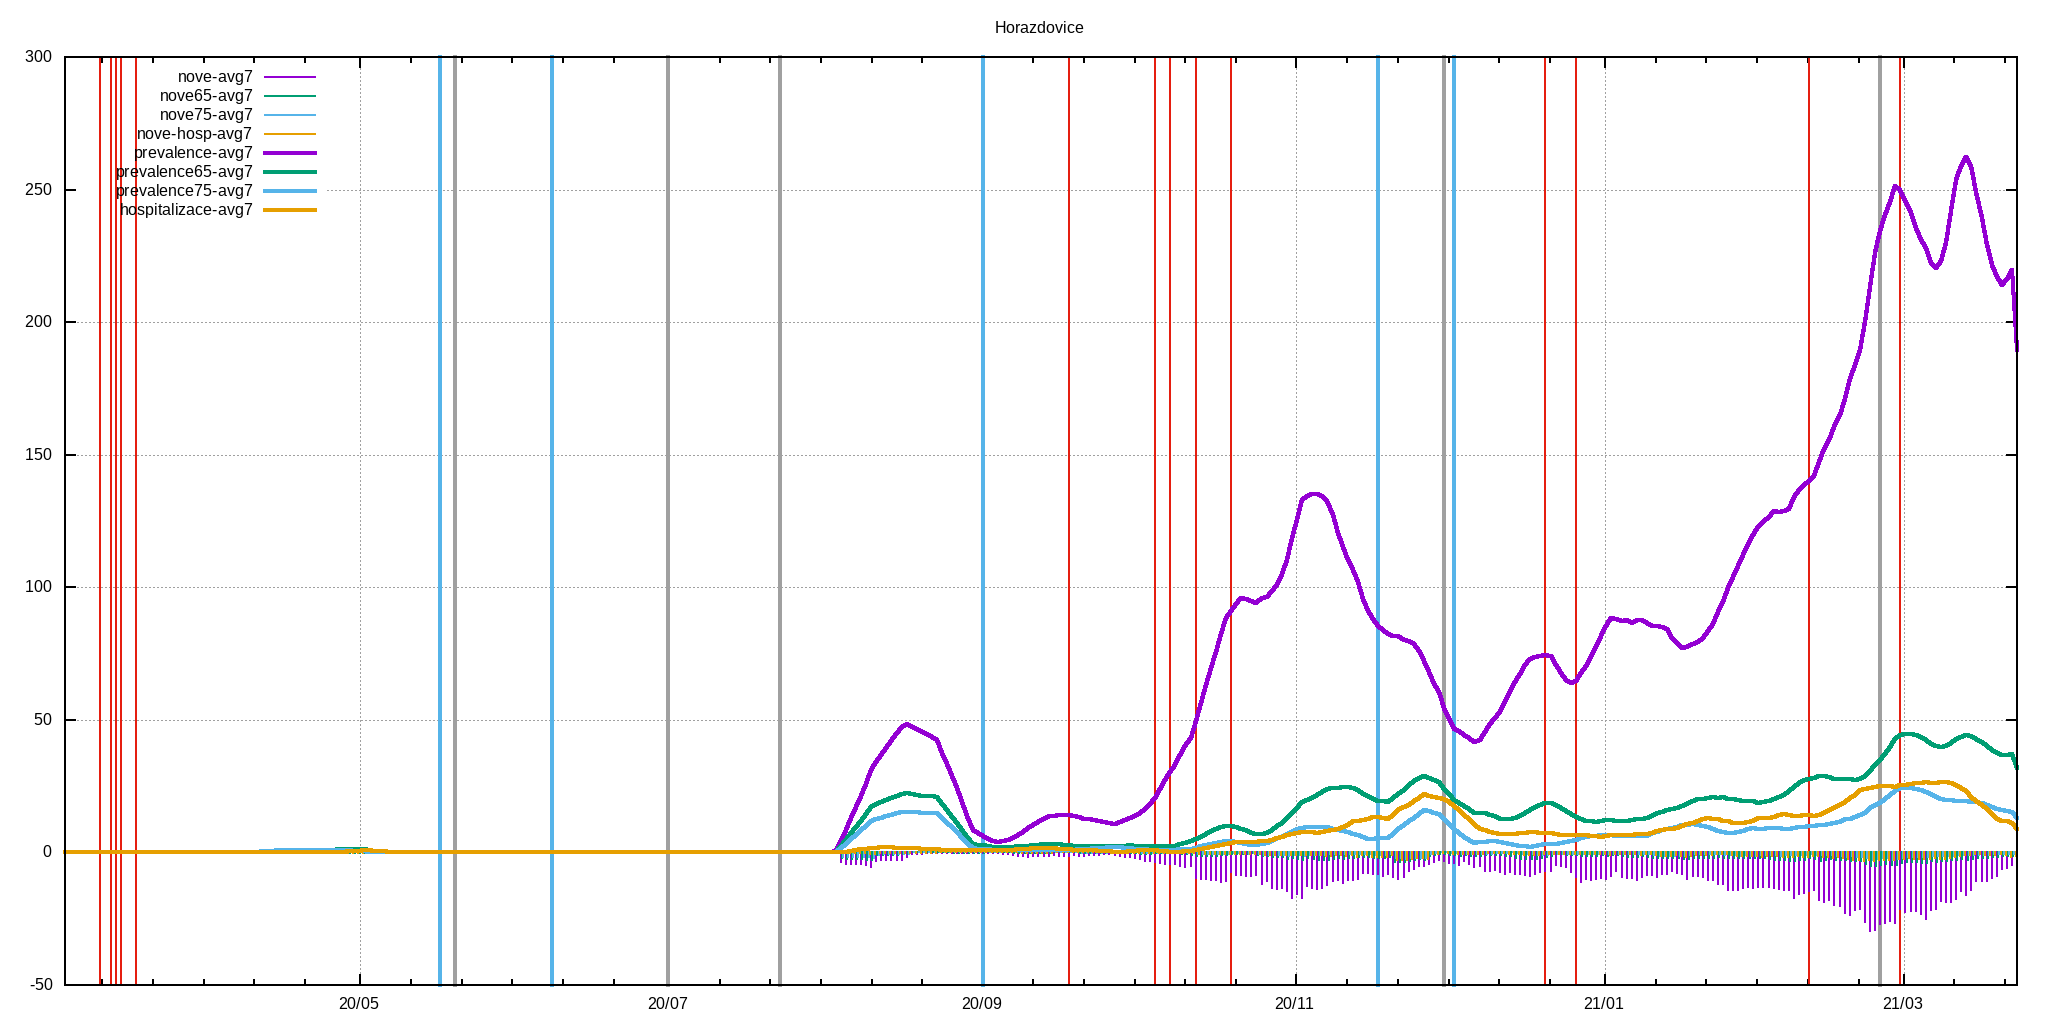 Horazdovice
300
250
200
150
100
50
0
-50
nove-avg7
nove65-avg7
nove75-avg7
nove-hosp-avg7
prevalence-avg7
prevalence65-avg7
prevalence75-avg7
hospitalizace-avg7
20/05
20/07
20/09
20/11
21/01
21/03